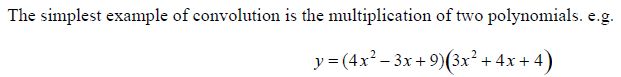 The simplest example of convolution is the multiplication of two polynomials. e.g.
y = (4x² – 3x + 9)(3x² + 4x + 4)